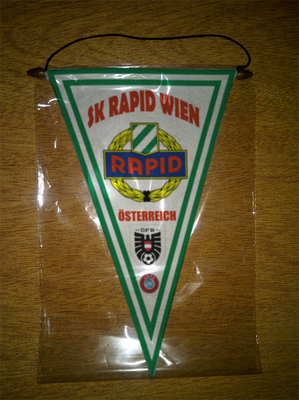 SK RAPID WIEN
RAPID
ÖSTERREICH
ÖFB